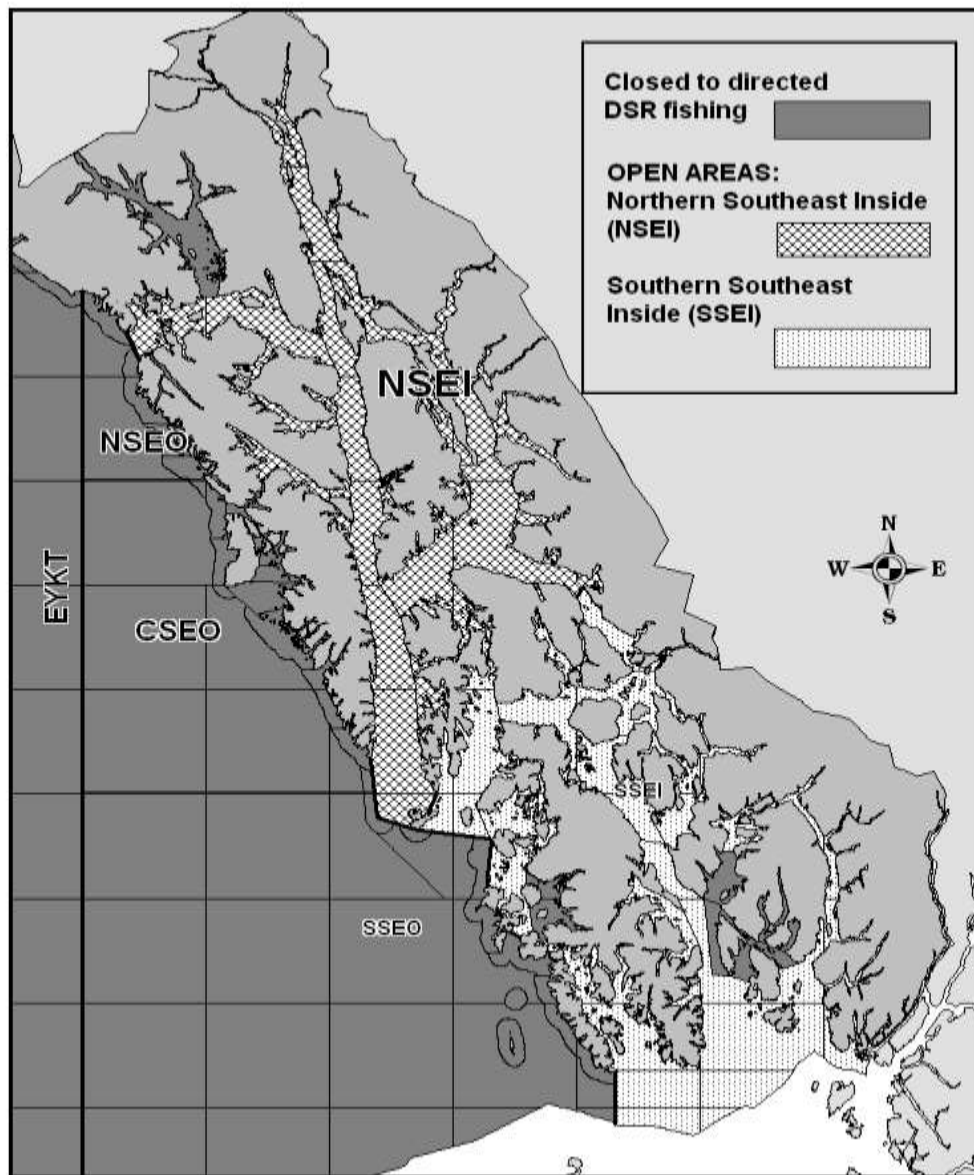 Closed to directed
DSR fishing
OPEN AREAS:
Northern Southeast Inside
(NSEI)
Southern Southeast
Inside (SSEI)
NSEI
NSEO
N
W E
S
EYKT
CSEO
SSEI
SSEO